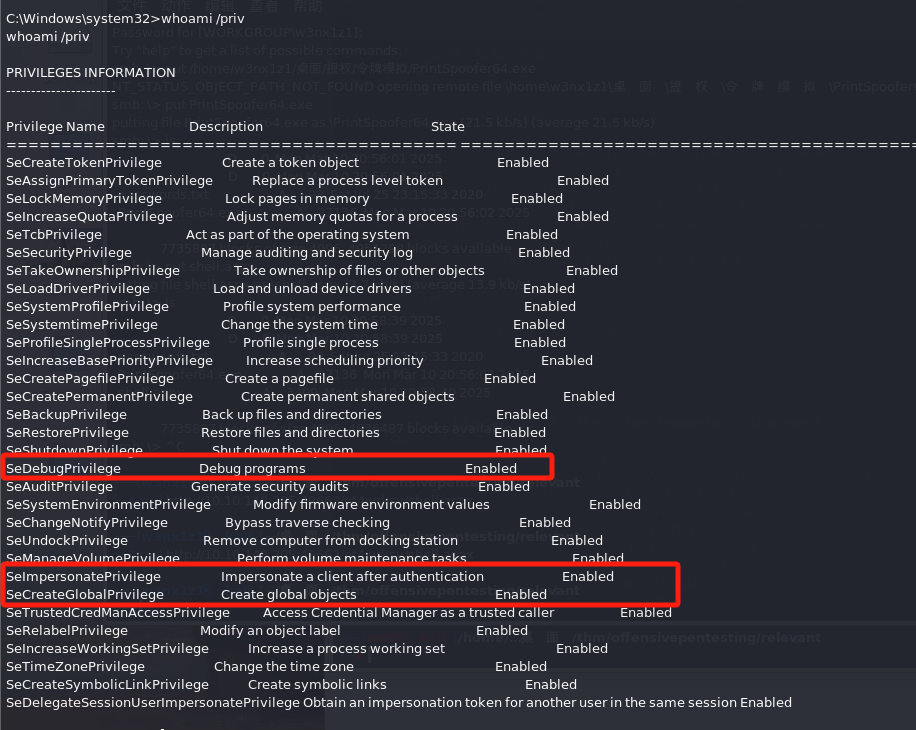 C:\Windows\system32>whoami /priv
whoami /priv
PRIVILEGES INFORMATION
----------------------
Privilege Name Description State
SeCreateTokenPrivilege Create a token object Enabled
SeAssignPrimaryTokenPrivilege Replace a process level token Enabled
SeLockMemoryPrivilege Lock pages in memory Enabled
SeIncreaseQuotaPrivilege Adjust memory quotas for a process Enabled
SeTcbPrivilege Act as part of the operating system Enabled
SeSecurityPrivilege Manage auditing and security log Enabled
SeTakeOwnershipPrivilege Take ownership of files or other objects Enabled
SeLoadDriverPrivilege Load and unload device drivers Enabled
SeSystemProfilePrivilege Profile system performance Enabled
SeSystemtimePrivilege Change the system time Enabled
SeProfileSingleProcessPrivilege Profile single process Enabled
SeIncreaseBasePriorityPrivilege Increase scheduling priority Enabled
SeCreatePagefilePrivilege Create a pagefile Enabled
SeCreatePermanentPrivilege Create permanent shared objects Enabled
SeBackupPrivilege Back up files and directories Enabled
SeRestorePrivilege Restore files and directories Enabled
SeShutdownPrivilege Shut down the system Enabled
SeDebugPrivilege Debug programs Enabled
SeAuditPrivilege Generate security audits Enabled
SeSystemEnvironmentPrivilege Modify firmware environment values Enabled
SeChangeNotifyPrivilege Bypass traverse checking Enabled
SeUndockPrivilege Remove computer from docking station Enabled
SeManageVolumePrivilege Perform volume maintenance tasks Enabled
SeImpersonatePrivilege Impersonate a client after authentication Enabled
SeCreateGlobalPrivilege Create global objects Enabled
SeTrustedCredManAccessPrivilege Access Credential Manager as a trusted caller Enabled
SeRelabelPrivilege Modify an object label Enabled
SeIncreaseWorkingSetPrivilege Increase a process working set Enabled
SeTimeZonePrivilege Change the time zone Enabled
SeCreateSymbolicLinkPrivilege Create symbolic links Enabled
SeDelegateSessionUserImpersonatePrivilege Obtain an impersonation token for another user in the same session Enabled